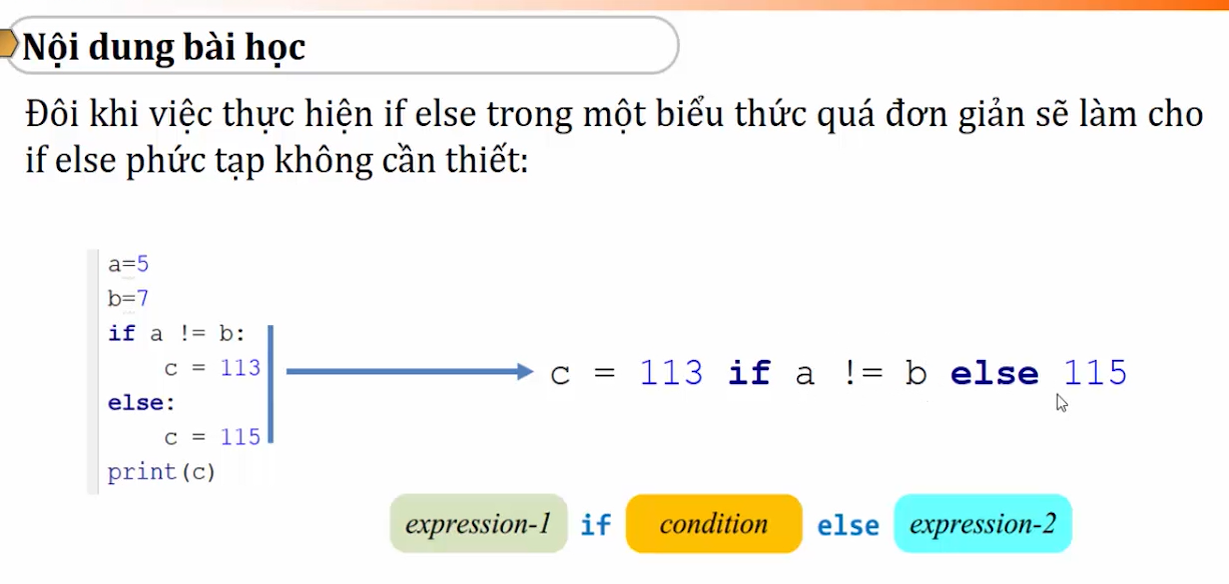 Nội dung bài học
Đôi khi việc thực hiện if else trong một biểu thức quá đơn giản sẽ làm cho
if else phức tạp không cần thiết:
a=5
b=7
if a != b:
    c = 113
else:
    c = 115
print(c)
c = 113 if a != b else 115
expression-1 if condition else expression-2